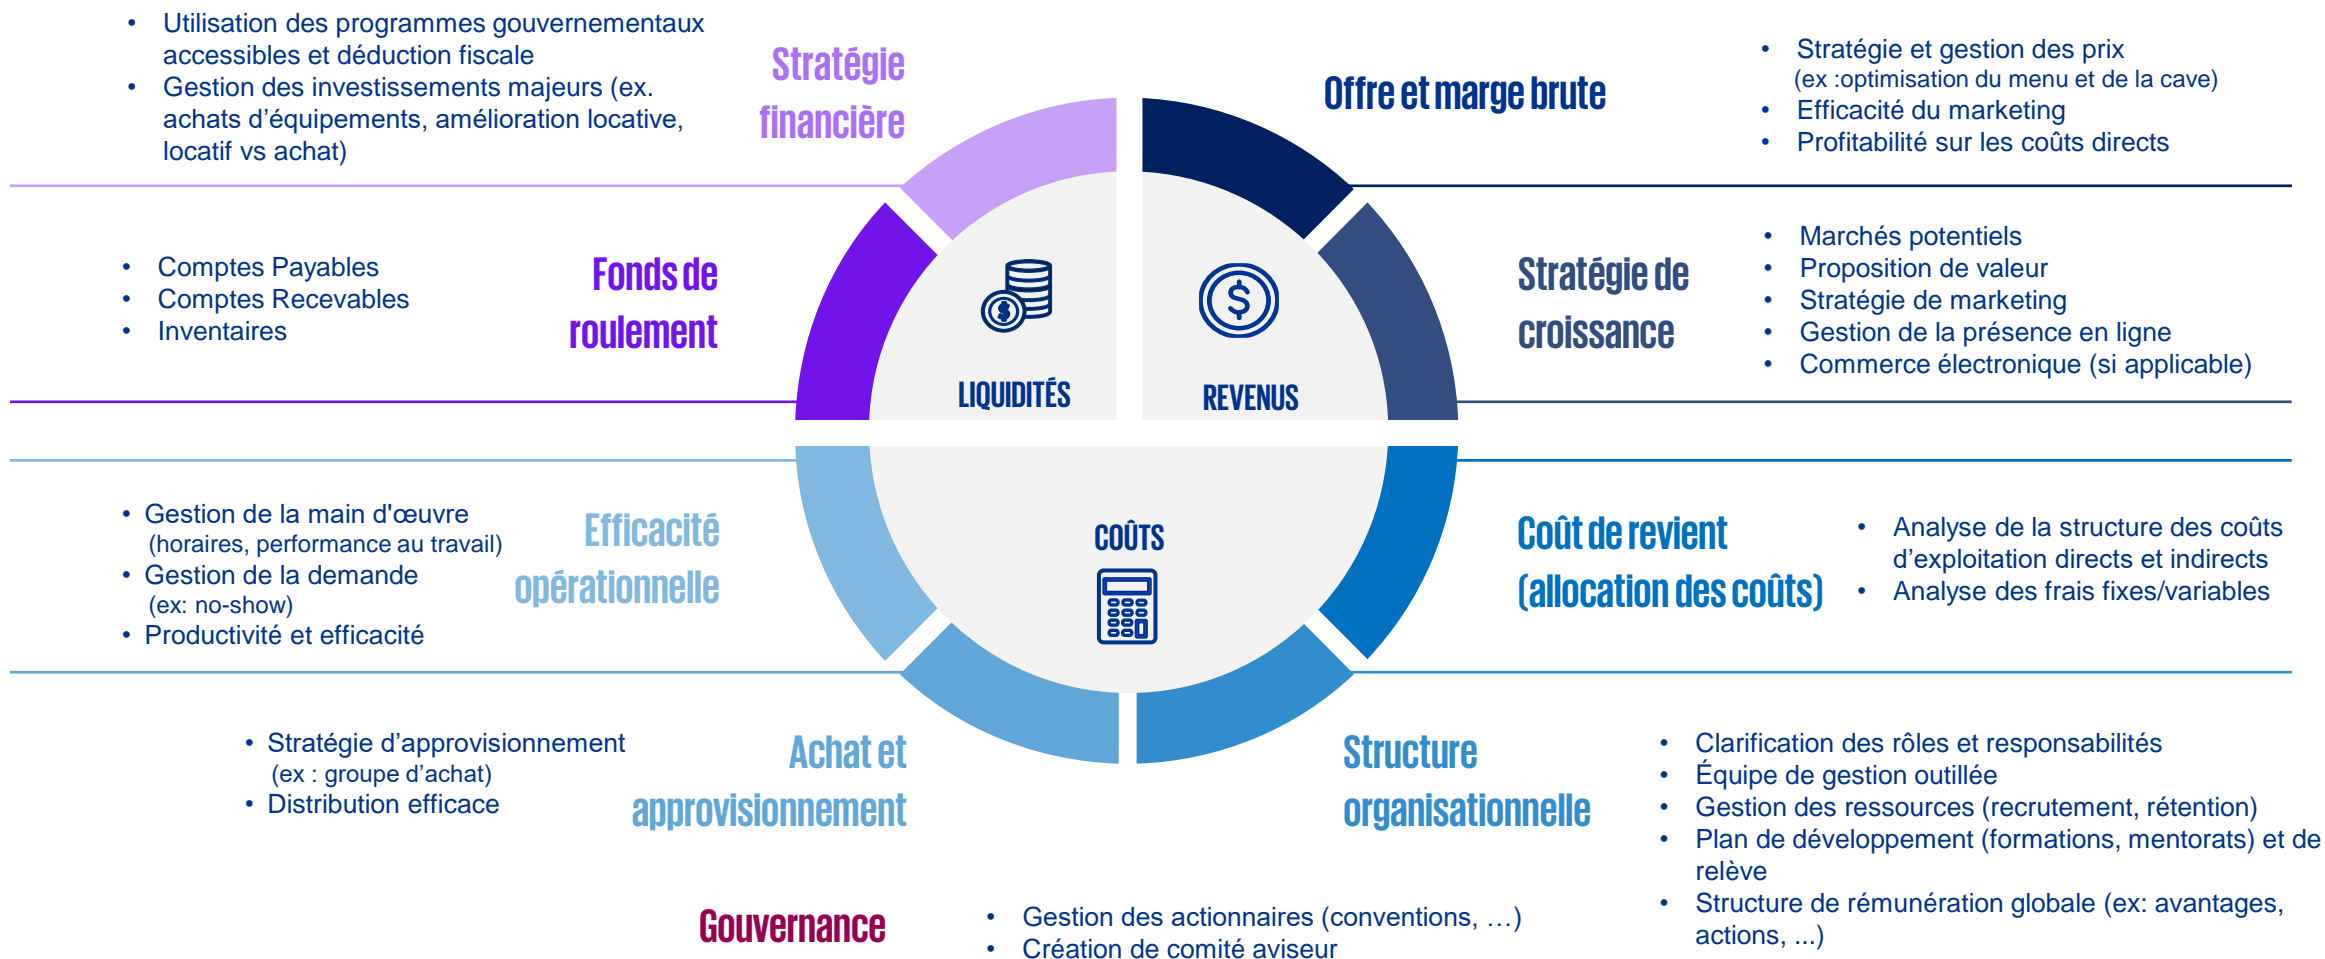 • Utilisation des programmes gouvernementaux
accessibles et déduction fiscale
• Gestion des investissements majeurs (ex.
achats d’équipements, amélioration locative,
locatif vs achat)
Stratégie
financière
Offre et marge brute
• Stratégie et gestion des prix
(ex :optimisation du menu et de la cave)
• Efficacité du marketing
• Profitabilité sur les coûts directs
• Comptes Payables
• Comptes Recevables
• Inventaires
Fonds de
roulement
$
LIQUIDITÉS
$
REVENUS
Stratégie de
croissance
• Marchés potentiels
• Proposition de valeur
• Stratégie de marketing
• Gestion de la présence en ligne
• Commerce électronique (si applicable)
• Gestion de la main d'œuvre
(horaires, performance au travail)
• Gestion de la demande
(ex: no-show)
• Productivité et efficacité
Efficacité
opérationnelle
COÛTS
Coût de revient
(allocation des coûts)
• Analyse de la structure des coûts
d’exploitation directs et indirects
• Analyse des frais fixes/variables
• Stratégie d’approvisionnement
(ex : groupe d’achat)
• Distribution efficace
Achat et
approvisionnement
Structure
organisationnelle
• Clarification des rôles et responsabilités
• Équipe de gestion outillée
• Gestion des ressources (recrutement, rétention)
• Plan de développement (formations, mentorats) et de
relève
• Structure de rémunération globale (ex: avantages,
actions, ...)
Gouvernance
• Gestion des actionnaires (conventions, …)
• Création de comité aviseur